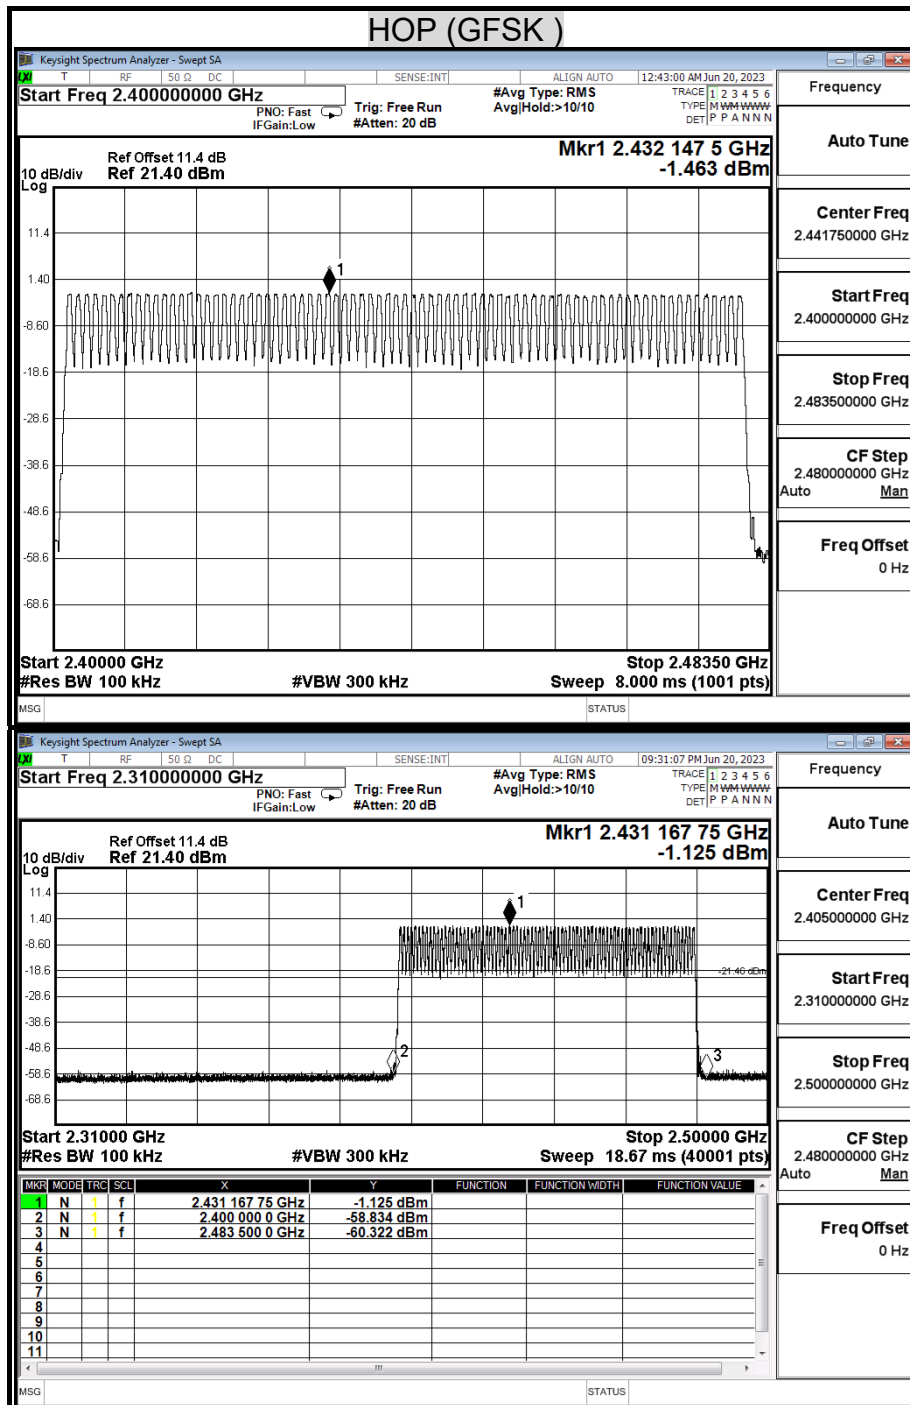 HOP (GFSK )
Keysight Spectrum Analyzer - Swept SA
LXI T RF 50 Ω DC SENSE:INT ALIGN AUTO 12:43:00 AM Jun 20, 2023
Start Freq 2.400000000 GHz
PNO: Fast
IFGain:Low
Trig: Free Run
#Atten: 20 dB
#Avg Type: RMS
Avg|Hold:>10/10
TRACE 1 2 3 4 5 6
TYPE M WM WWWW
DET P P A N N N
Ref Offset 11.4 dB
10 dB/div Ref 21.40 dBm
Log
Mkr1 2.432 147 5 GHz
-1.463 dBm
1
11.4
1.40
-8.60
-18.6
-28.6
-38.6
-48.6
-58.6
-68.6
Start 2.40000 GHz Stop 2.48350 GHz
#Res BW 100 kHz #VBW 300 kHz Sweep 8.000 ms (1001 pts)
MSG STATUS
Frequency
Auto Tune
Center Freq
2.441750000 GHz
Start Freq
2.400000000 GHz
Stop Freq
2.483500000 GHz
CF Step
2.480000000 GHz
Auto Man
Freq Offset
0 Hz
Keysight Spectrum Analyzer - Swept SA
LXI T RF 50 Ω DC SENSE:INT ALIGN AUTO 09:31:07 PM Jun 20, 2023
Start Freq 2.310000000 GHz
PNO: Fast
IFGain:Low
Trig: Free Run
#Atten: 20 dB
#Avg Type: RMS
Avg|Hold:>10/10
TRACE 1 2 3 4 5 6
TYPE M WM WWWW
DET P P A N N N
Ref Offset 11.4 dB
10 dB/div Ref 21.40 dBm
Log
Mkr1 2.431 167 75 GHz
-1.125 dBm
1
11.4
1.40
-8.60
-18.6
-21.46 dBm
-28.6
-38.6
-48.6
2
3
-58.6
-68.6
Start 2.31000 GHz Stop 2.50000 GHz
#Res BW 100 kHz #VBW 300 kHz Sweep 18.67 ms (40001 pts)
MKR MODE TRC SCL X Y FUNCTION FUNCTION WIDTH FUNCTION VALUE
1 N 1 f 2.431 167 75 GHz -1.125 dBm
2 N 1 f 2.400 000 0 GHz -58.834 dBm
3 N 1 f 2.483 500 0 GHz -60.322 dBm
4
5
6
7
8
9
10
11
MSG STATUS
Frequency
Auto Tune
Center Freq
2.405000000 GHz
Start Freq
2.310000000 GHz
Stop Freq
2.500000000 GHz
CF Step
2.480000000 GHz
Auto Man
Freq Offset
0 Hz